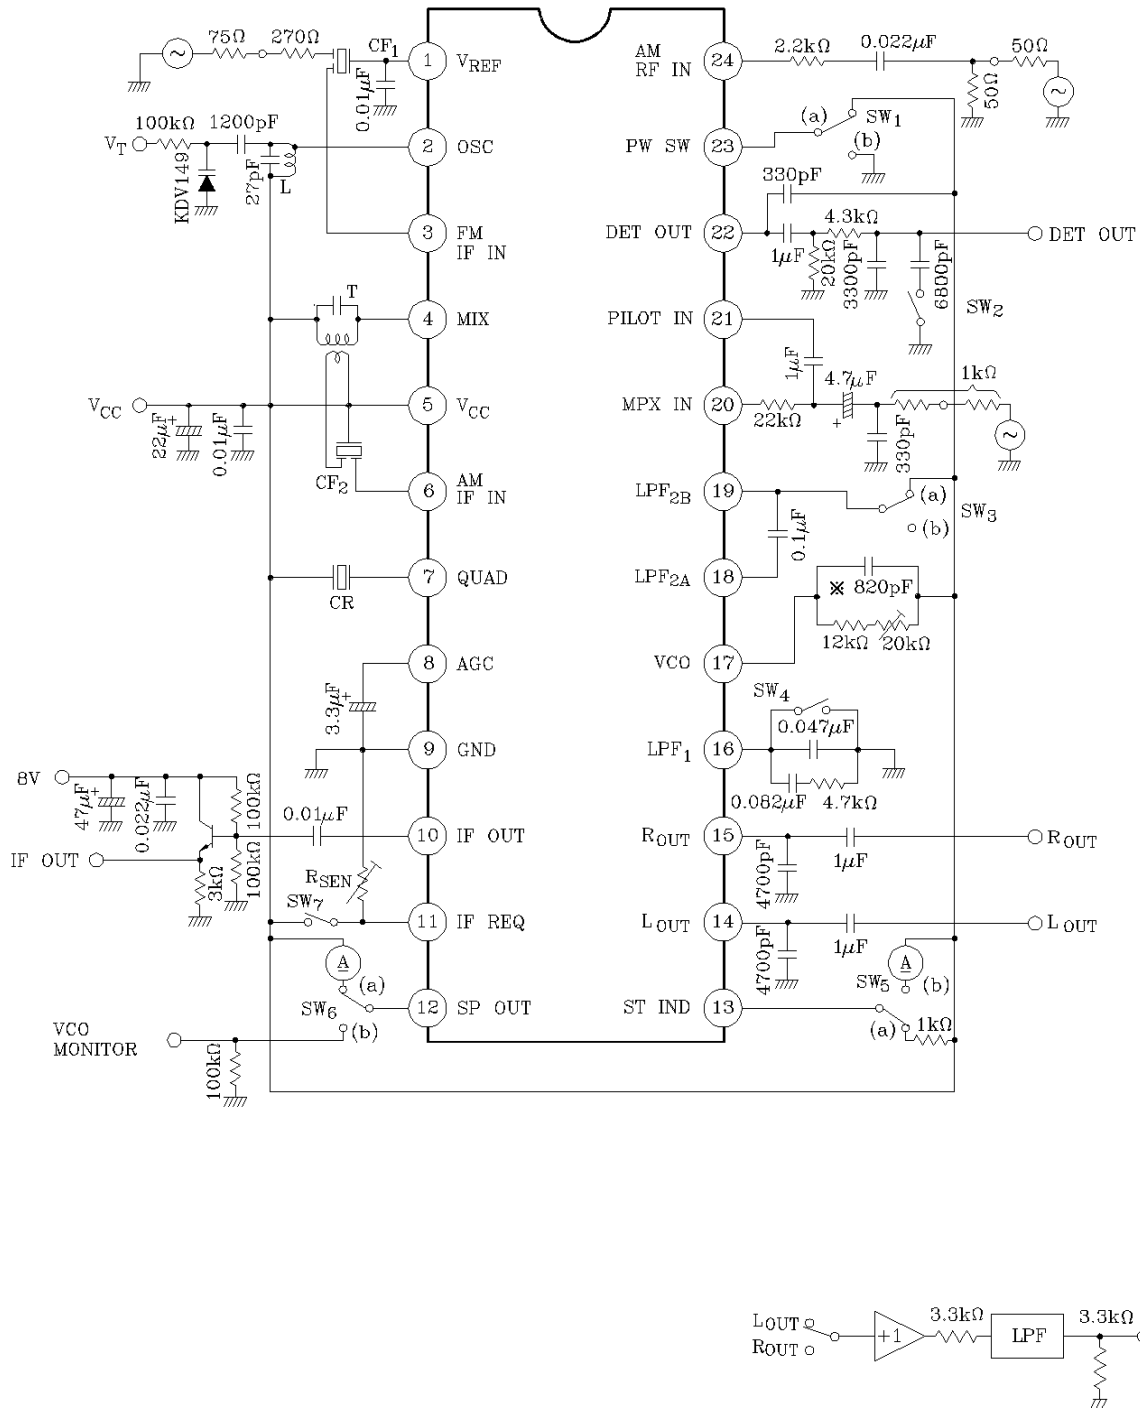 75Ω 270Ω CF1
0.01μF
1 VREF
VT 100kΩ 1200pF
KDV149
27pF
L
2 OSC
3 FM IF IN
T
4 MIX
VCC
22μF +
0.01μF
5 VCC
CF2
6 AM IF IN
CR
7 QUAD
8 AGC
3.3μF +
9 GND
8V
47μF +
0.022μF
100kΩ
0.01μF
10 IF OUT
IF OUT
3kΩ
100kΩ
RSEN
SW7
11 IF REQ
A
(a)
SW6
(b)
12 SP OUT
VCO MONITOR
100kΩ
AM RF IN 24
2.2kΩ 0.022μF 50Ω
50Ω
PW SW 23
(a) SW1
(b)
330pF
DET OUT 22
1μF
20kΩ
4.3kΩ
3300pF
6800pF
DET OUT
SW2
PILOT IN 21
1μF
MPX IN 20
22kΩ
4.7μF
+
330pF
1kΩ
LPF2B 19
(a)
SW3
(b)
0.1μF
LPF2A 18
※ 820pF
12kΩ 20kΩ
VCO 17
SW4
0.047μF
LPF1 16
0.082μF 4.7kΩ
ROUT 15
4700pF
1μF
ROUT
LOUT 14
4700pF
1μF
LOUT
A
SW5 (b)
ST IND 13
(a) 1kΩ
LOUT
ROUT
+1
3.3kΩ
LPF
3.3kΩ